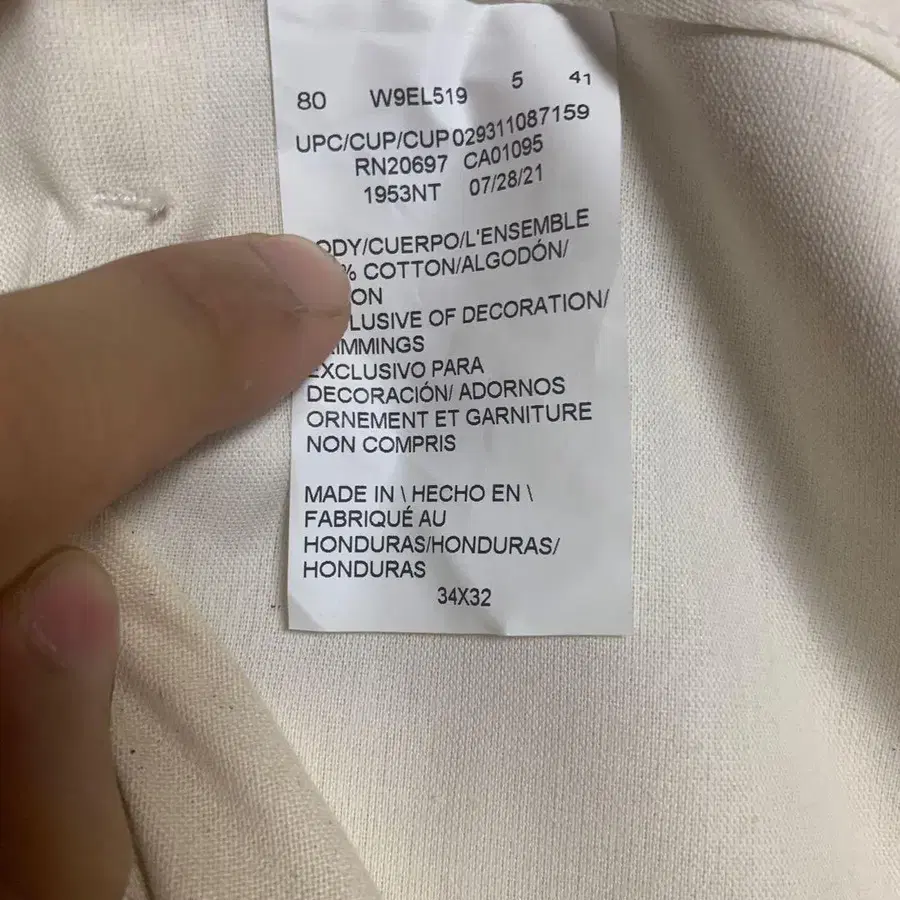 80 W9EL519 5 41
UPC/CUP/CUP 029311087159
RN20697 CA01095
1953NT 07/28/21
ODY/CUERPO/L'ENSEMBLE
% COTTON/ALGODÓN/
ON
LUSIVE OF DECORATION/
IMMINGS
EXCLUSIVO PARA
DECORACIÓN/ ADORNOS
ORNEMENT ET GARNITURE
NON COMPRIS
MADE IN \ HECHO EN \
FABRIQUÉ AU
HONDURAS/HONDURAS/
HONDURAS
34X32